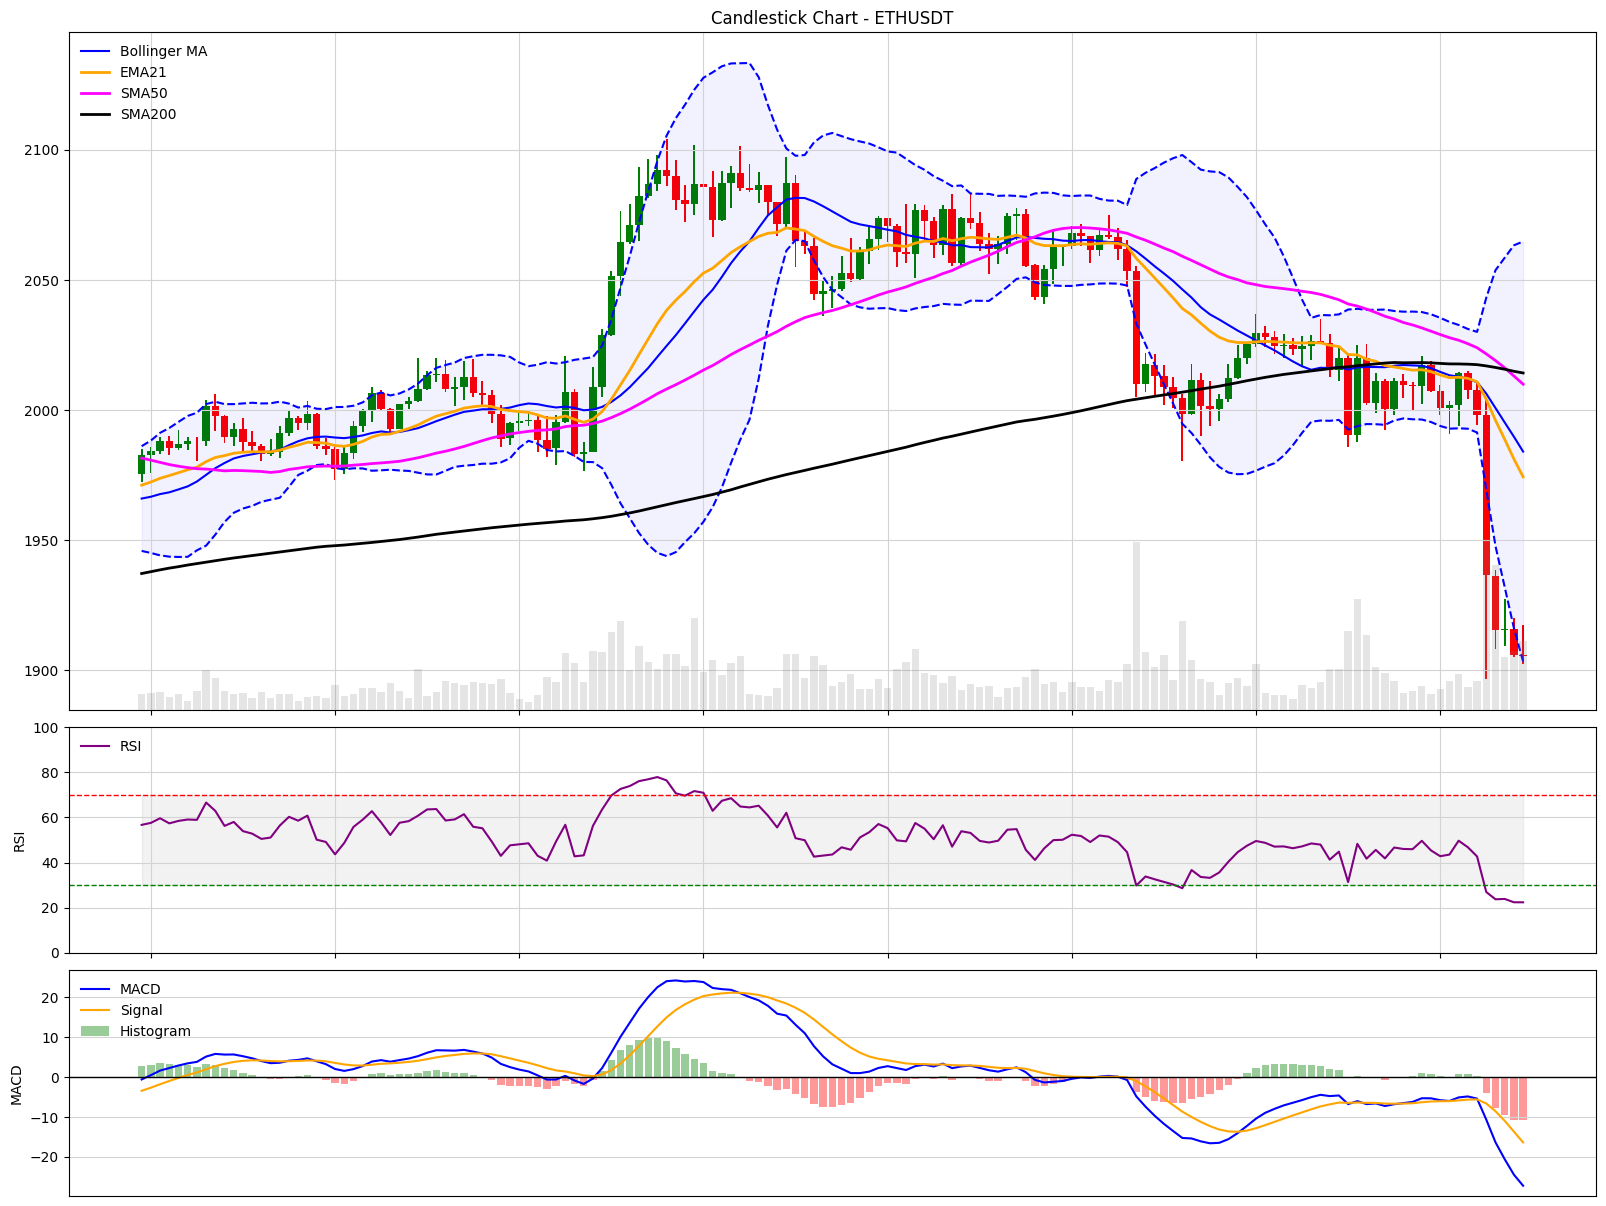 Candlestick Chart - ETHUSDT
Bollinger MA
EMA21
SMA50
SMA200
2100
2050
2000
1950
1900
100
80
60
40
20
0
RSI
RSI
20
10
0
−10
−20
MACD
MACD
Signal
Histogram